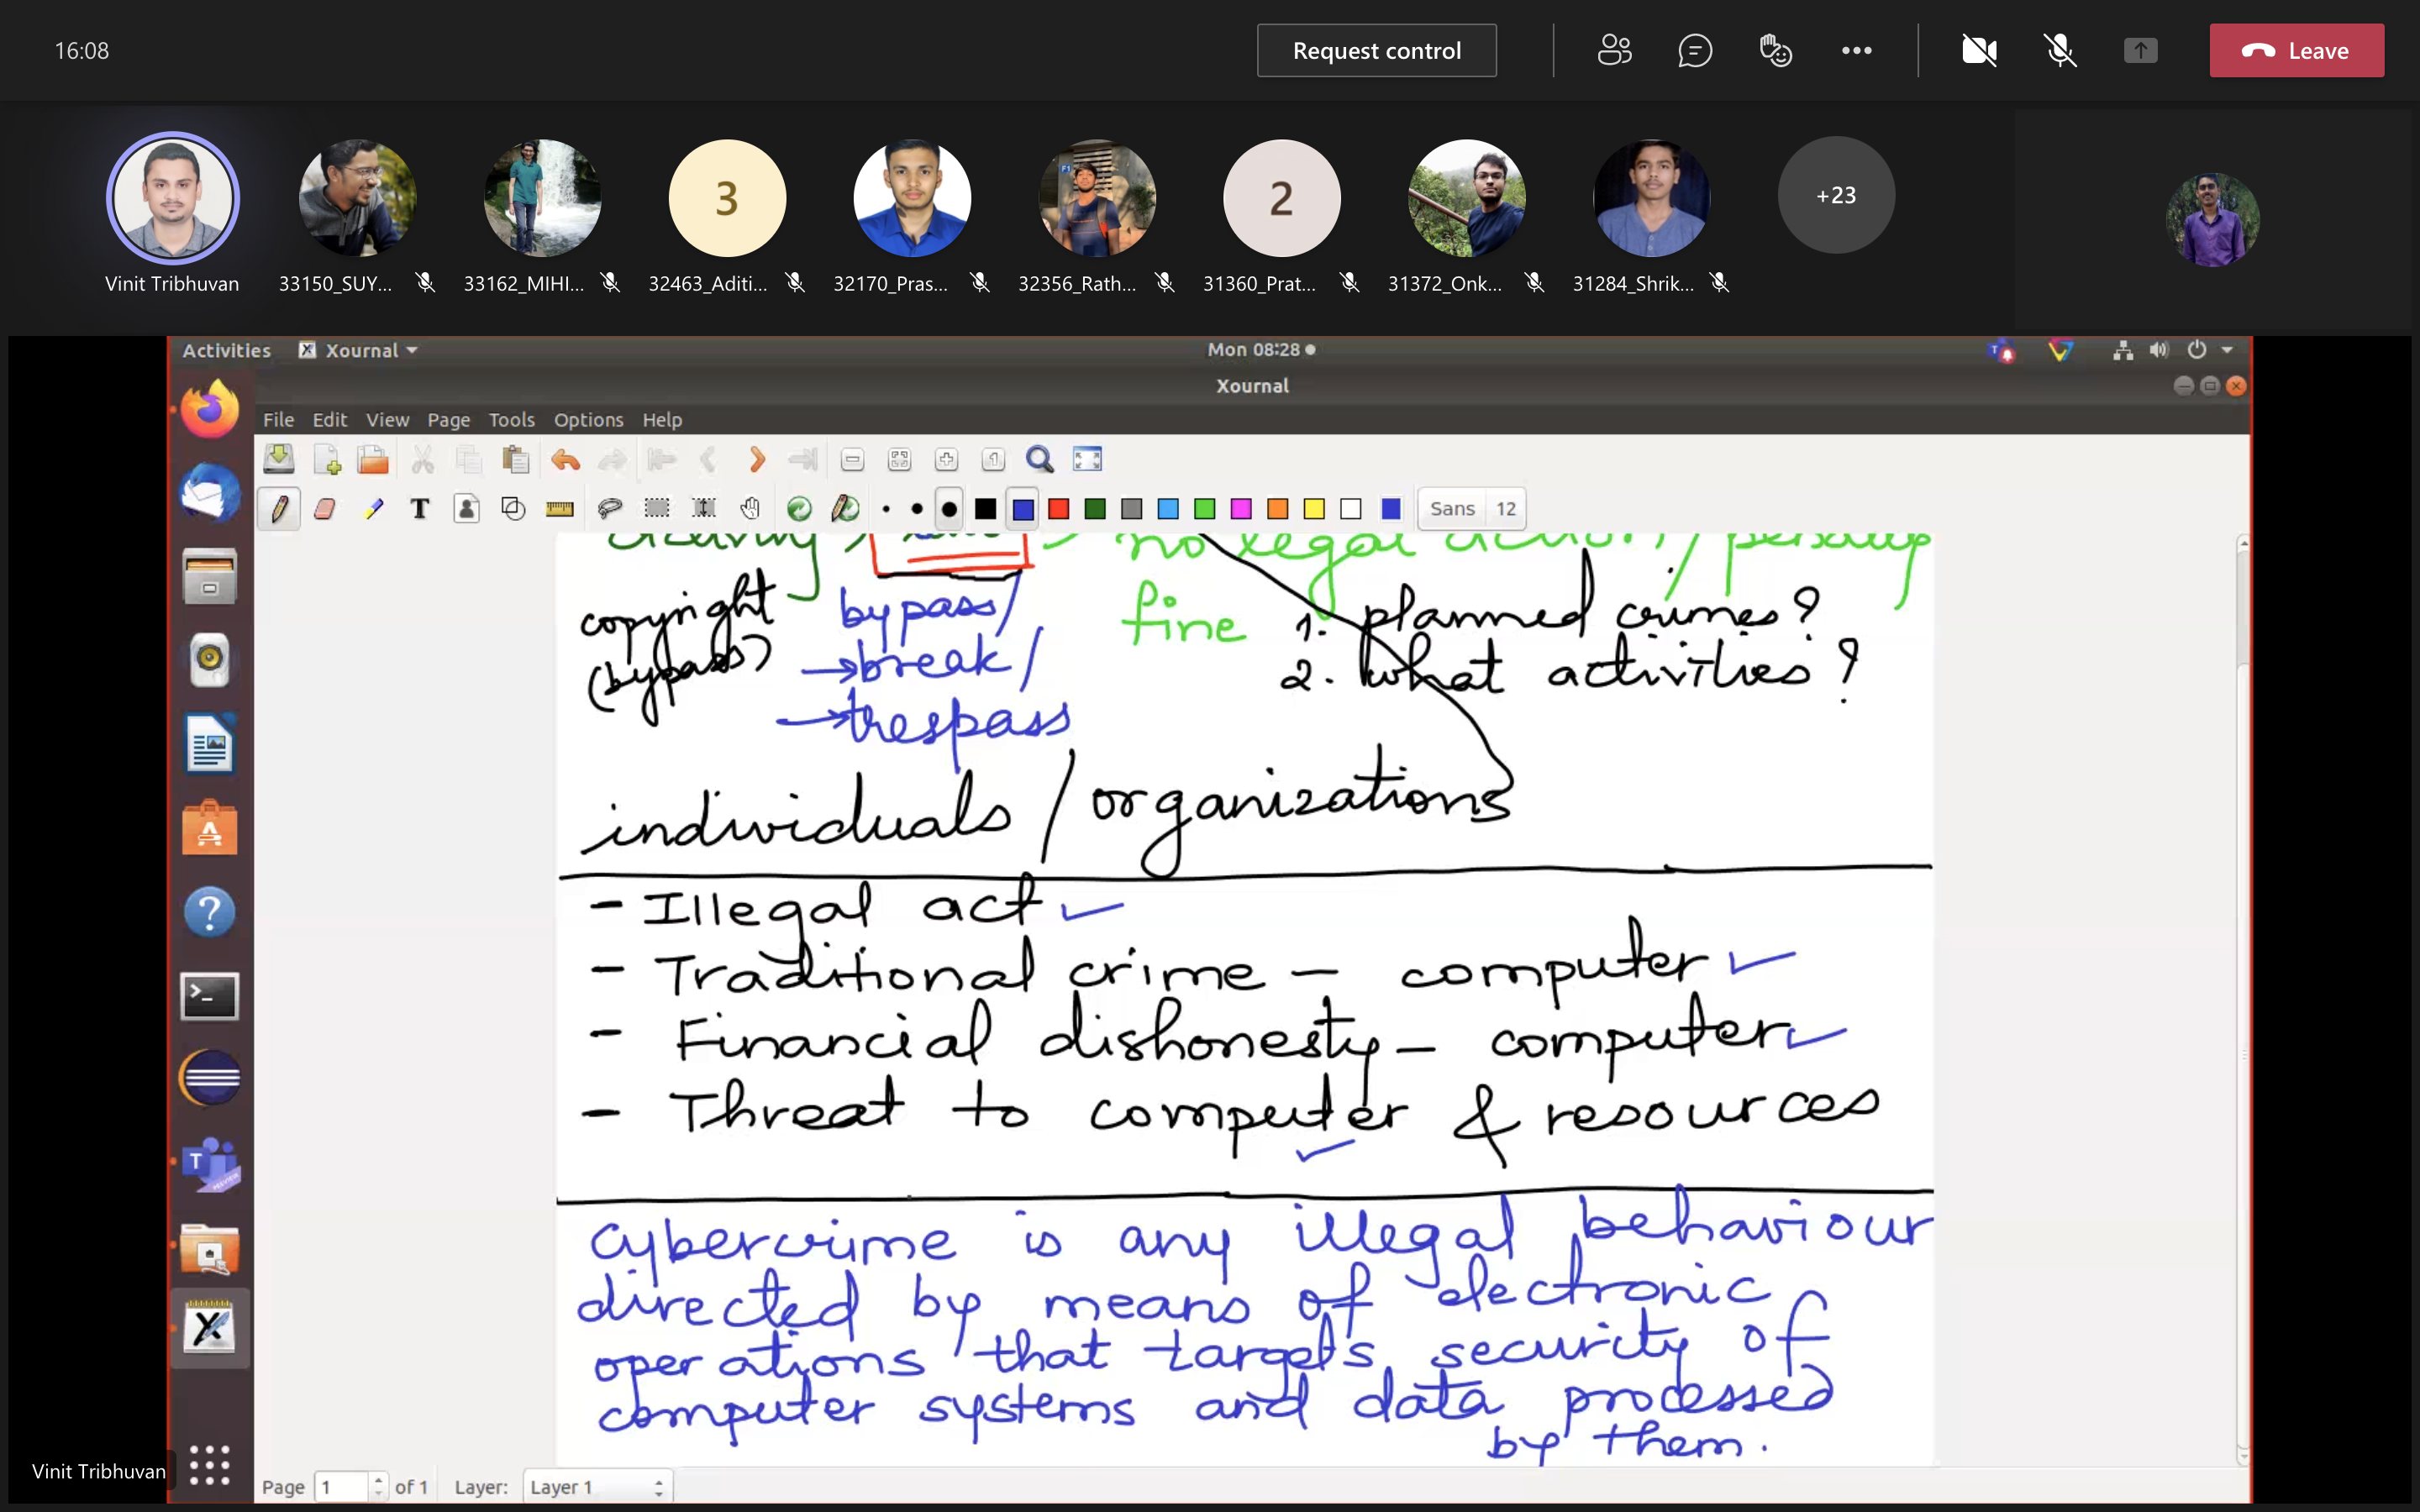 16:08
Request control
Leave
3
2
+23
Vinit Tribhuvan
33150_SUY...
33162_MIHI...
32463_Aditi...
32170_Pras...
32356_Rath...
31360_Prat...
31372_Onk...
31284_Shrik...
Activities
Xournal
Mon 08:28
Xournal
File Edit View Page Tools Options Help
Sans 12
no legal action / penalty
copyright
(bypass)
bypass/
→break/
→trespass
fine
1. planned crimes?
2. What activities?
individuals / organizations
- Illegal act
- Traditional crime - computer
- Financial dishonesty - computer
- Threat to computer & resources
Cybercrime is any illegal behaviour
directed by means of electronic
operations that targets security of
computer systems and data processed
by them.
Vinit Tribhuvan
Page 1 of 1 Layer: Layer 1